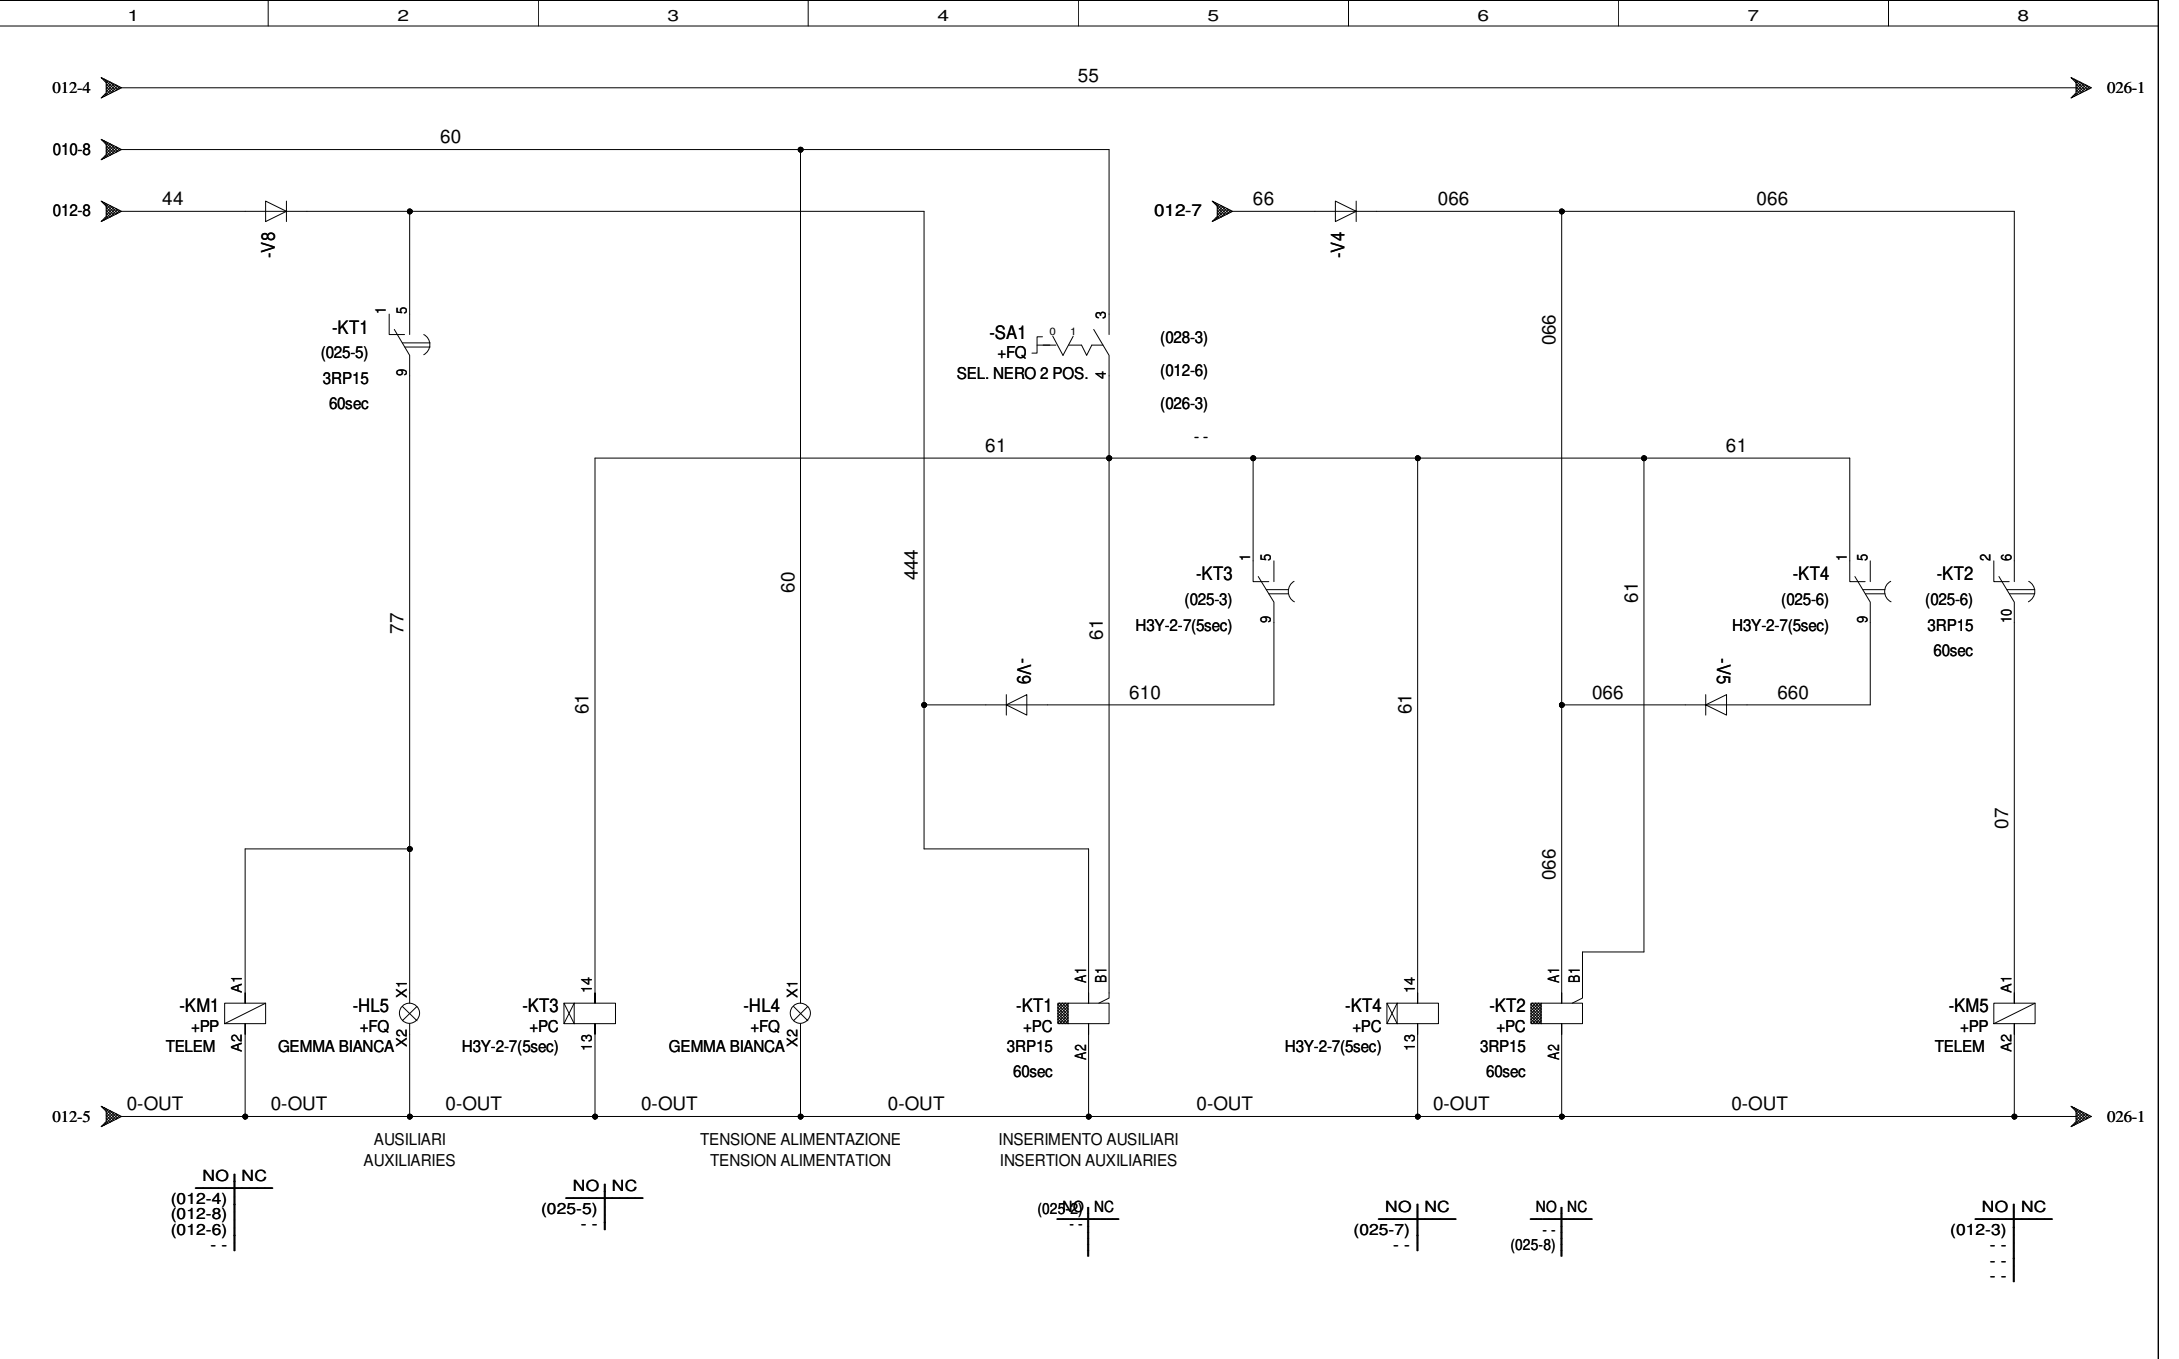 1 2 3 4 5 6 7 8
55
012-4 026-1
60
010-8
44 66 066 066
012-8 012-7
-V8 -V4
-KT1 1 5
(025-5)
3RP15 9
60sec
-SA1 0 1 3
+FQ
SEL. NERO 2 POS. 4
(028-3)
(012-6)
(026-3)
- -
066
61 61
444
60
77
61
61
-KT3 1 5
(025-3)
H3Y-2-7(5sec) 9
-KT4 1 5
(025-6)
H3Y-2-7(5sec) 9
-KT2 2 6
(025-6)
3RP15 10
60sec
-V9 -V5
610 066 660
61
61
07
066
-KM1 A1
+PP
TELEM A2
-HL5 X1
+FQ
GEMMA BIANCA X2
-KT3 14
+PC
H3Y-2-7(5sec) 13
-HL4 X1
+FQ
GEMMA BIANCA X2
-KT1 A1 B1
+PC
3RP15 A2
60sec
-KT4 14
+PC
H3Y-2-7(5sec) 13
-KT2 A1 B1
+PC
3RP15 A2
60sec
-KM5 A1
+PP
TELEM A2
0-OUT 0-OUT 0-OUT 0-OUT 0-OUT 0-OUT 0-OUT 0-OUT
012-5 026-1
AUSILIARI
AUXILIARIES
TENSIONE ALIMENTAZIONE
TENSION ALIMENTATION
INSERIMENTO AUSILIARI
INSERTION AUXILIARIES
NO NC
(012-4)
(012-8)
(012-6)
- -
NO NC
(025-5)
- -
NO NC
(025-2)
- -
NO NC
(025-7)
- -
NO NC
- -
(025-8)
NO NC
(012-3)
- -
- -
- -